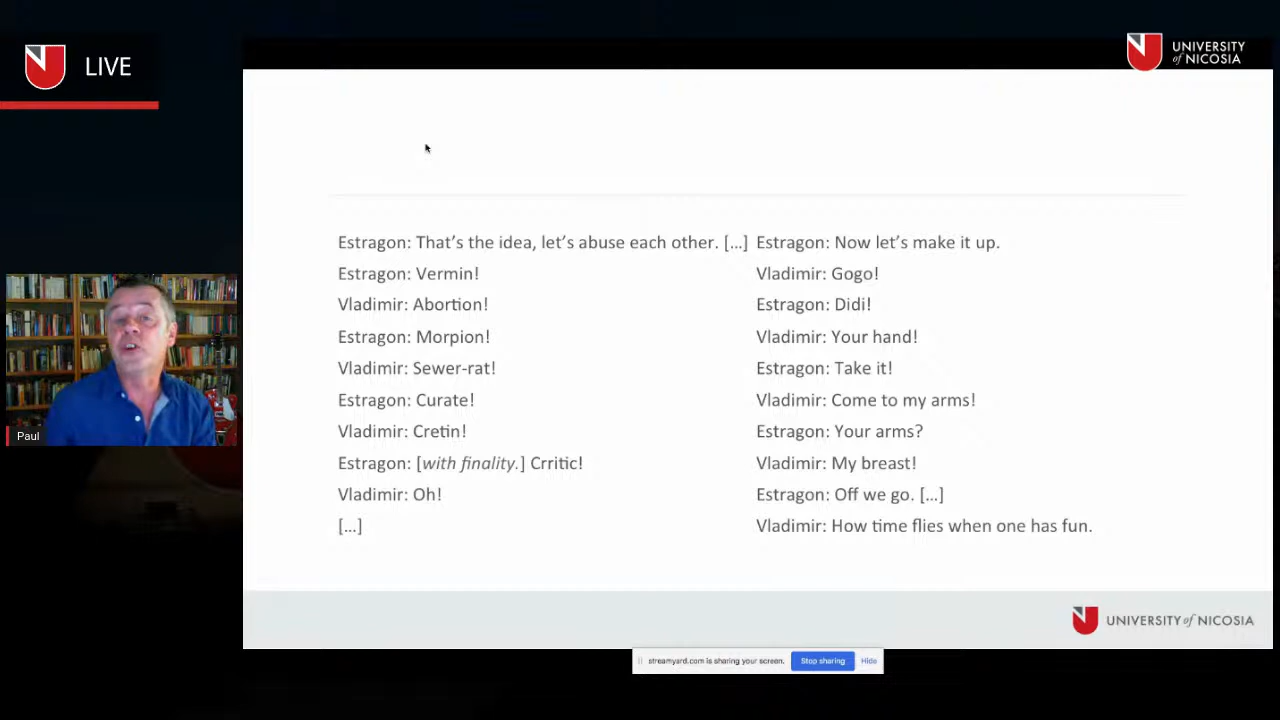 LIVE
UNIVERSITY
of NICOSIA
Estragon: That’s the idea, let’s abuse each other. […]
Estragon: Vermin!
Vladimir: Abortion!
Estragon: Morpion!
Vladimir: Sewer-rat!
Estragon: Curate!
Vladimir: Cretin!
Estragon: [with finality.] Crritic!
Vladimir: Oh!
[…]
Estragon: Now let’s make it up.
Vladimir: Gogo!
Estragon: Didi!
Vladimir: Your hand!
Estragon: Take it!
Vladimir: Come to my arms!
Estragon: Your arms?
Vladimir: My breast!
Estragon: Off we go. […]
Vladimir: How time flies when one has fun.
Paul
UNIVERSITY of NICOSIA
streamyard.com is sharing your screen.
Stop sharing
Hide